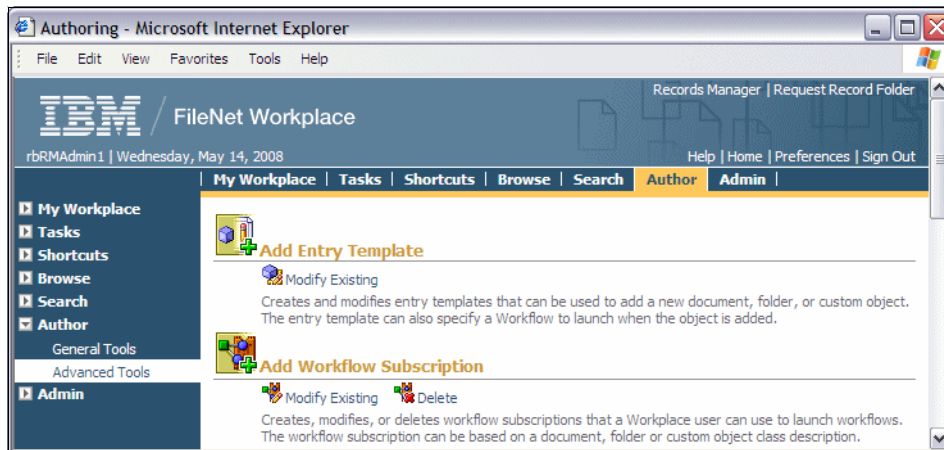 Authoring - Microsoft Internet Explorer
File Edit View Favorites Tools Help
Records Manager | Request Record Folder
IBM / FileNet Workplace
rbRMAdmin1 | Wednesday, May 14, 2008
Help | Home | Preferences | Sign Out
| My Workplace | Tasks | Shortcuts | Browse | Search | Author | Admin |
My Workplace
Tasks
Shortcuts
Browse
Search
Author
General Tools
Advanced Tools
Admin
Add Entry Template
Modify Existing
Creates and modifies entry templates that can be used to add a new document, folder, or custom object.
The entry template can also specify a Workflow to launch when the object is added.
Add Workflow Subscription
Modify Existing Delete
Creates, modifies, or deletes workflow subscriptions that a Workplace user can use to launch workflows.
The workflow subscription can be based on a document, folder or custom object class description.